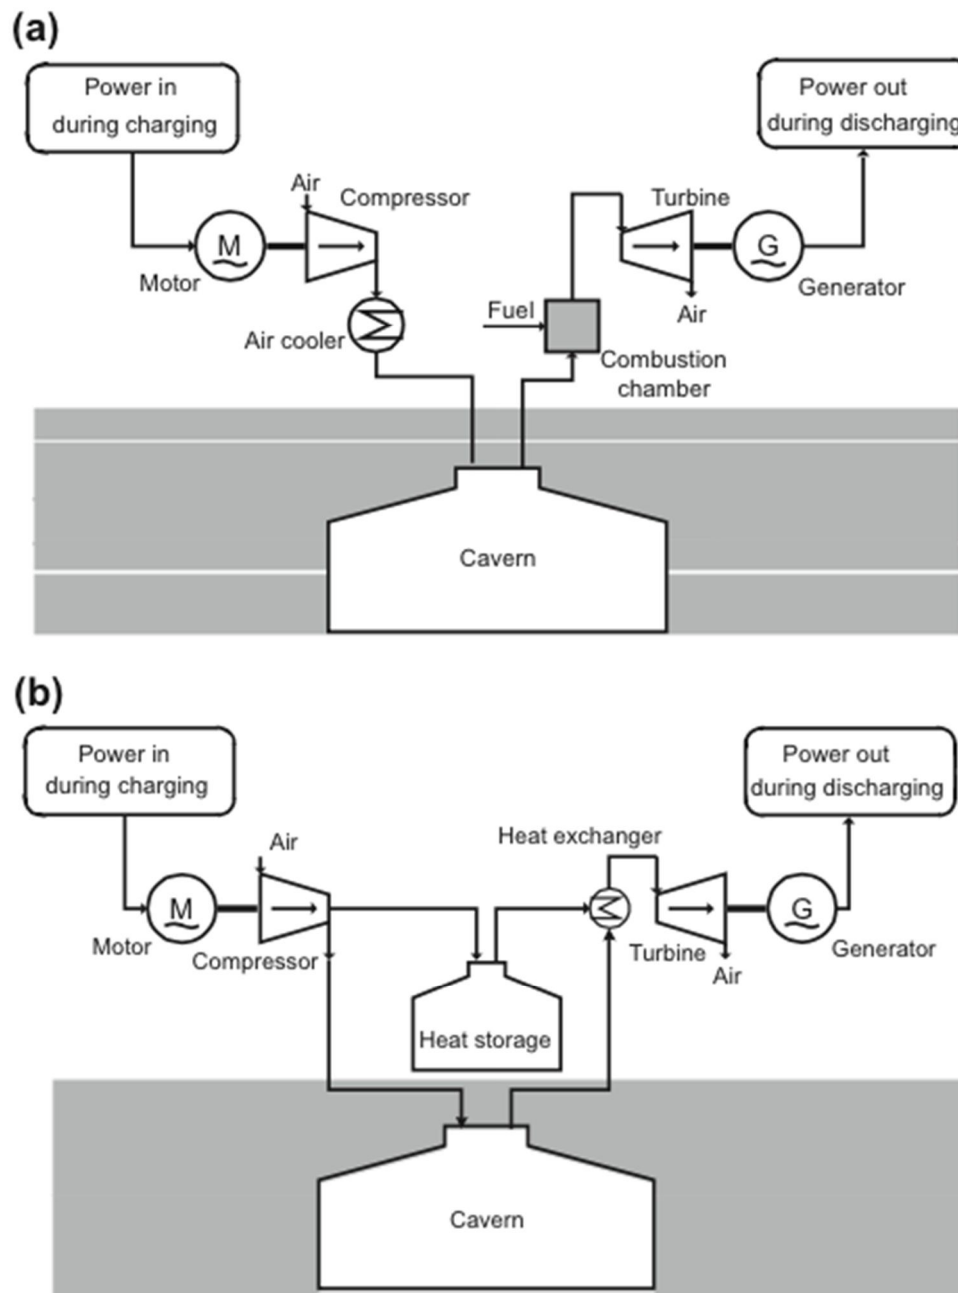 (a)
Power in
during charging
Power out
during discharging
Air
Compressor
Turbine
M
G
Motor
Generator
Air
Fuel
Air cooler
Combustion
chamber
Cavern
(b)
Power in
during charging
Power out
during discharging
Heat exchanger
Air
M
G
Motor
Compressor
Turbine
Generator
Air
Heat storage
Cavern